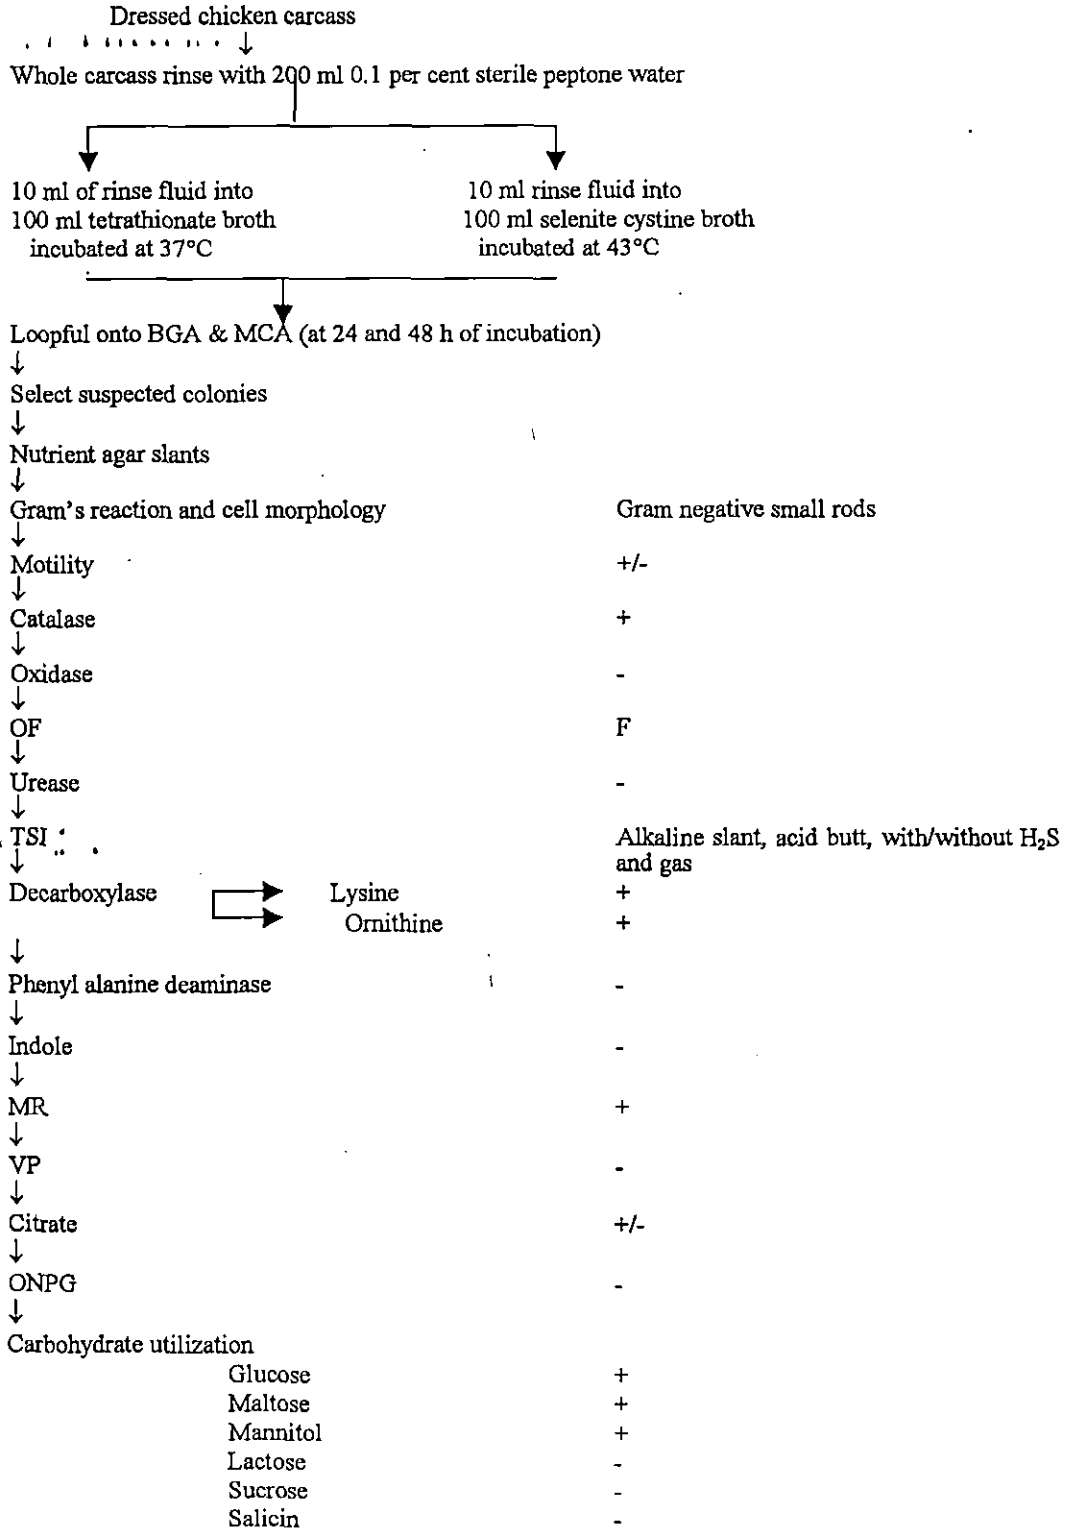 Dressed chicken carcass
Whole carcass rinse with 200 ml 0.1 per cent sterile peptone water
10 ml of rinse fluid into 10 ml rinse fluid into
100 ml tetrathionate broth 100 ml selenite cystine broth
incubated at 37°C incubated at 43°C
Loopful onto BGA & MCA (at 24 and 48 h of incubation)
↓
Select suspected colonies
↓
Nutrient agar slants
↓
Gram's reaction and cell morphology Gram negative small rods
↓
Motility +/-
↓
Catalase +
↓
Oxidase -
↓
OF F
↓
Urease -
↓
TSI Alkaline slant, acid butt, with/without H₂S
↓ and gas
Decarboxylase Lysine +
Ornithine +
↓
Phenyl alanine deaminase -
↓
Indole -
↓
MR +
↓
VP -
↓
Citrate +/-
↓
ONPG -
↓
Carbohydrate utilization
Glucose +
Maltose +
Mannitol +
Lactose -
Sucrose -
Salicin -